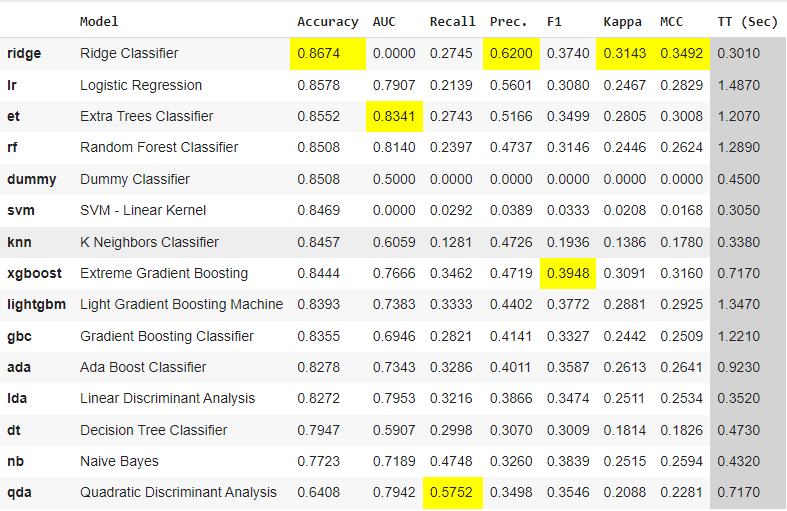 Model Accuracy AUC Recall Prec. F1 Kappa MCC TT (Sec)
ridge Ridge Classifier 0.8674 0.0000 0.2745 0.6200 0.3740 0.3143 0.3492 0.3010
lr Logistic Regression 0.8578 0.7907 0.2139 0.5601 0.3080 0.2467 0.2829 1.4870
et Extra Trees Classifier 0.8552 0.8341 0.2743 0.5166 0.3499 0.2805 0.3008 1.2070
rf Random Forest Classifier 0.8508 0.8140 0.2397 0.4737 0.3146 0.2446 0.2624 1.2890
dummy Dummy Classifier 0.8508 0.5000 0.0000 0.0000 0.0000 0.0000 0.0000 0.4500
svm SVM - Linear Kernel 0.8469 0.0000 0.0292 0.0389 0.0333 0.0208 0.0168 0.3050
knn K Neighbors Classifier 0.8457 0.6059 0.1281 0.4726 0.1936 0.1386 0.1780 0.3380
xgboost Extreme Gradient Boosting 0.8444 0.7666 0.3462 0.4719 0.3948 0.3091 0.3160 0.7170
lightgbm Light Gradient Boosting Machine 0.8393 0.7383 0.3333 0.4402 0.3772 0.2881 0.2925 1.3470
gbc Gradient Boosting Classifier 0.8355 0.6946 0.2821 0.4141 0.3327 0.2442 0.2509 1.2210
ada Ada Boost Classifier 0.8278 0.7343 0.3286 0.4011 0.3587 0.2613 0.2641 0.9230
lda Linear Discriminant Analysis 0.8272 0.7953 0.3216 0.3866 0.3474 0.2511 0.2534 0.3520
dt Decision Tree Classifier 0.7947 0.5907 0.2998 0.3070 0.3009 0.1814 0.1826 0.4730
nb Naive Bayes 0.7723 0.7189 0.4748 0.3260 0.3839 0.2515 0.2594 0.4320
qda Quadratic Discriminant Analysis 0.6408 0.7942 0.5752 0.3498 0.3546 0.2088 0.2281 0.7170